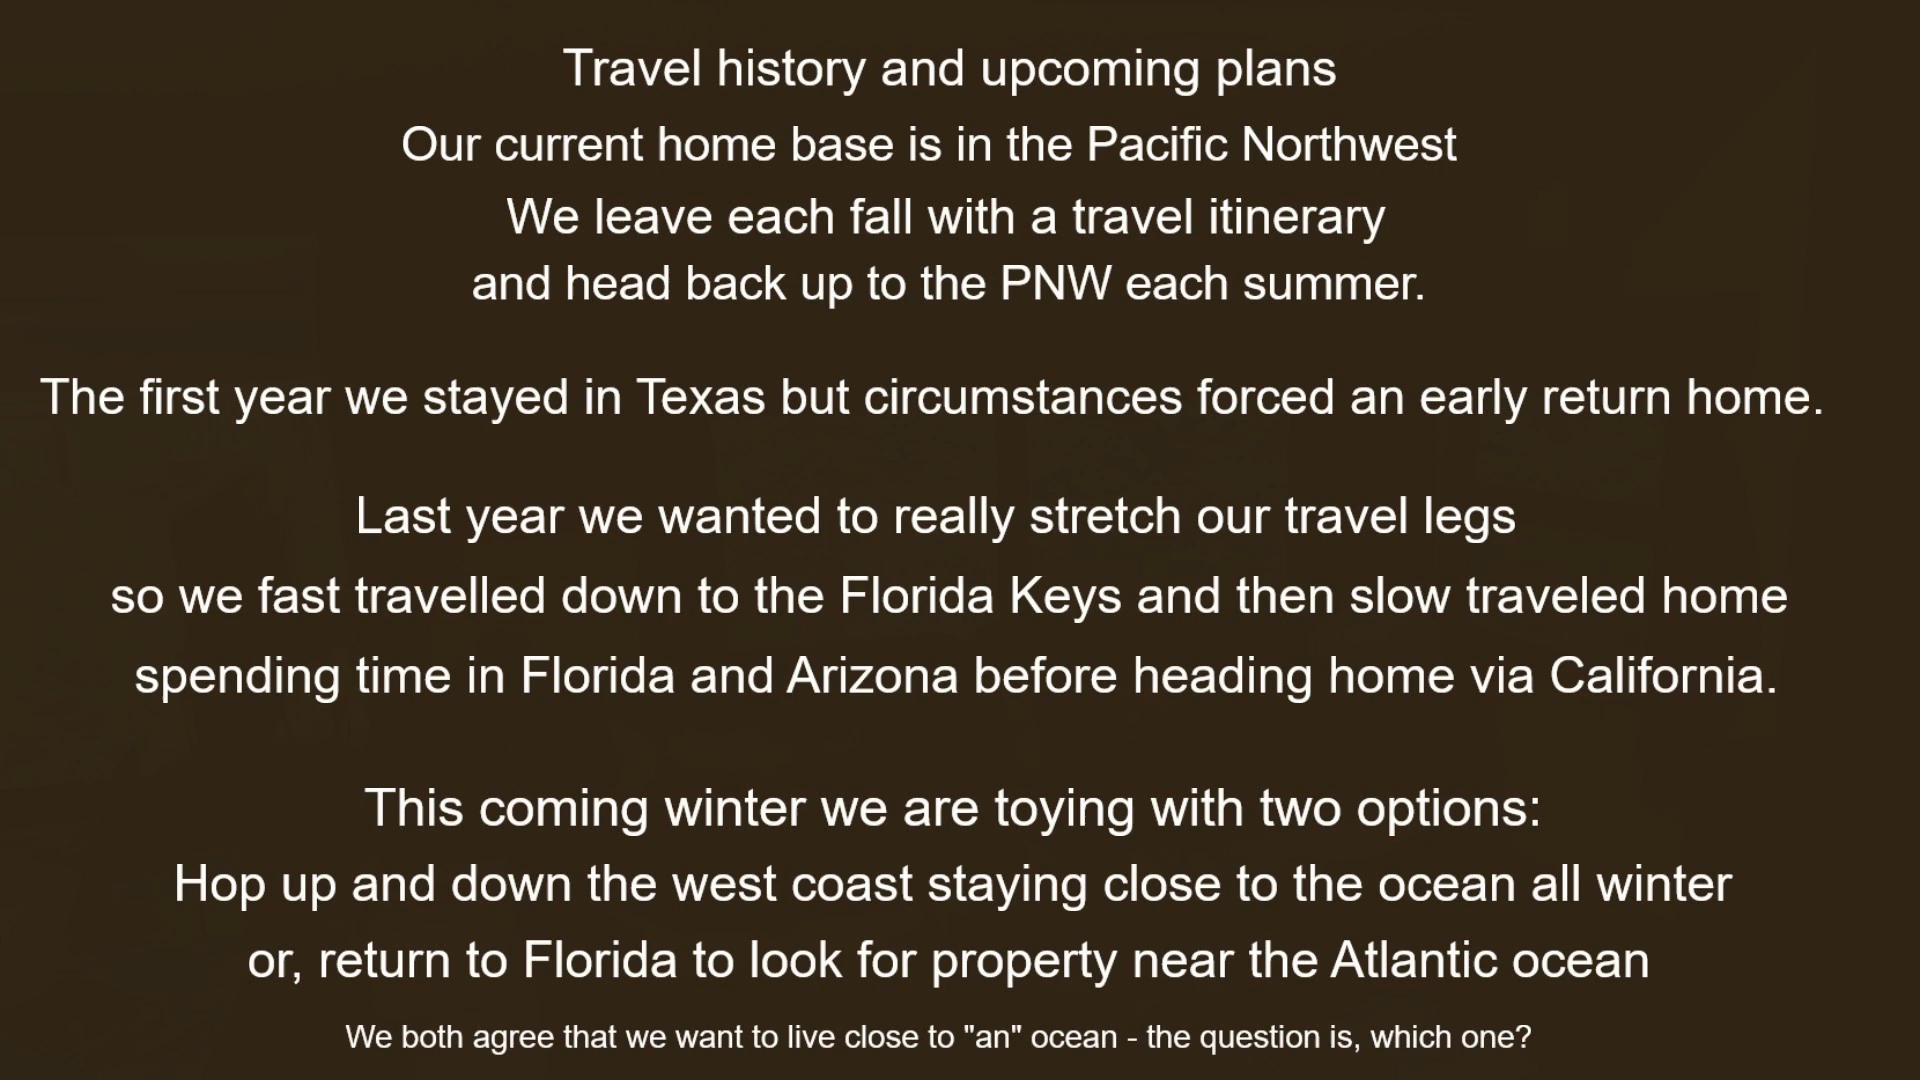 Travel history and upcoming plans
Our current home base is in the Pacific Northwest
We leave each fall with a travel itinerary
and head back up to the PNW each summer.
The first year we stayed in Texas but circumstances forced an early return home.
Last year we wanted to really stretch our travel legs
so we fast travelled down to the Florida Keys and then slow traveled home
spending time in Florida and Arizona before heading home via California.
This coming winter we are toying with two options:
Hop up and down the west coast staying close to the ocean all winter
or, return to Florida to look for property near the Atlantic ocean
We both agree that we want to live close to "an" ocean - the question is, which one?